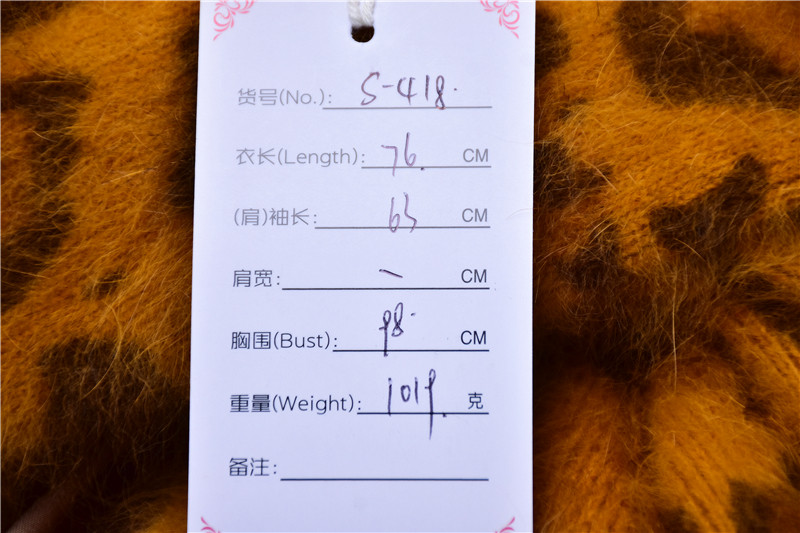 货号(No.): S-418.
衣长(Length): 76. CM
(肩)袖长: 63 CM
肩宽: — CM
胸围(Bust): 98. CM
重量(Weight): 1019. 克
备注: